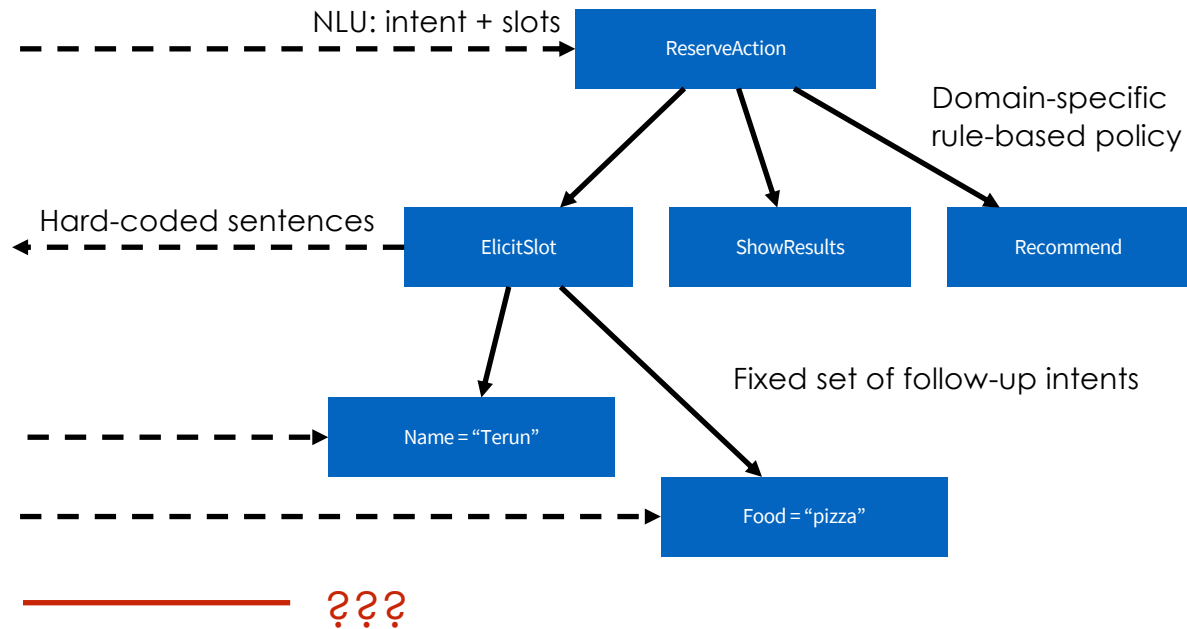 NLU: intent + slots
ReserveAction
Domain-specific
rule-based policy
Hard-coded sentences
ElicitSlot
ShowResults
Recommend
Fixed set of follow-up intents
Name = “Terun”
Food = “pizza”
???